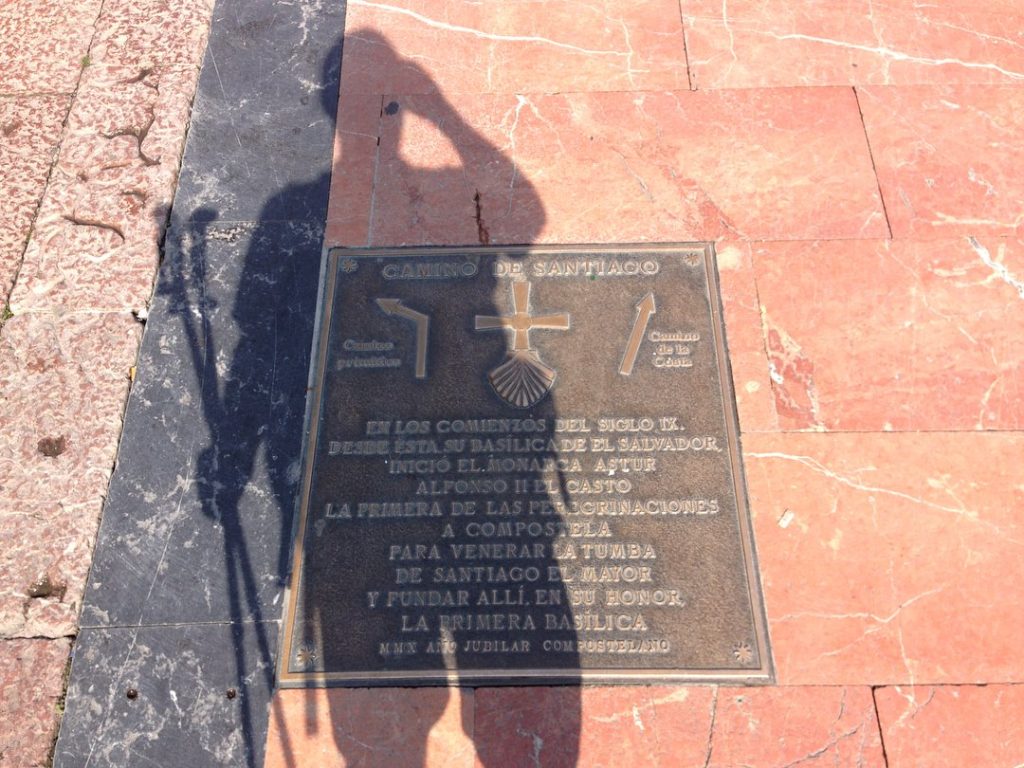 CAMINO DE SANTIAGO
Camino
primitivo
Camino
de la
Costa
EN LOS COMIENZOS DEL SIGLO IX.
DESDE ÉSTA SU BASÍLICA DE EL SALVADOR,
INICIÓ EL MONARCA ASTUR
ALFONSO II EL CASTO
LA PRIMERA DE LAS PEREGRINACIONES
A COMPOSTELA
PARA VENERAR LA TUMBA
DE SANTIAGO EL MAYOR
Y FUNDAR ALLÍ, EN SU HONOR,
LA PRIMERA BASÍLICA
MMX AÑO JUBILAR COMPOSTELANO